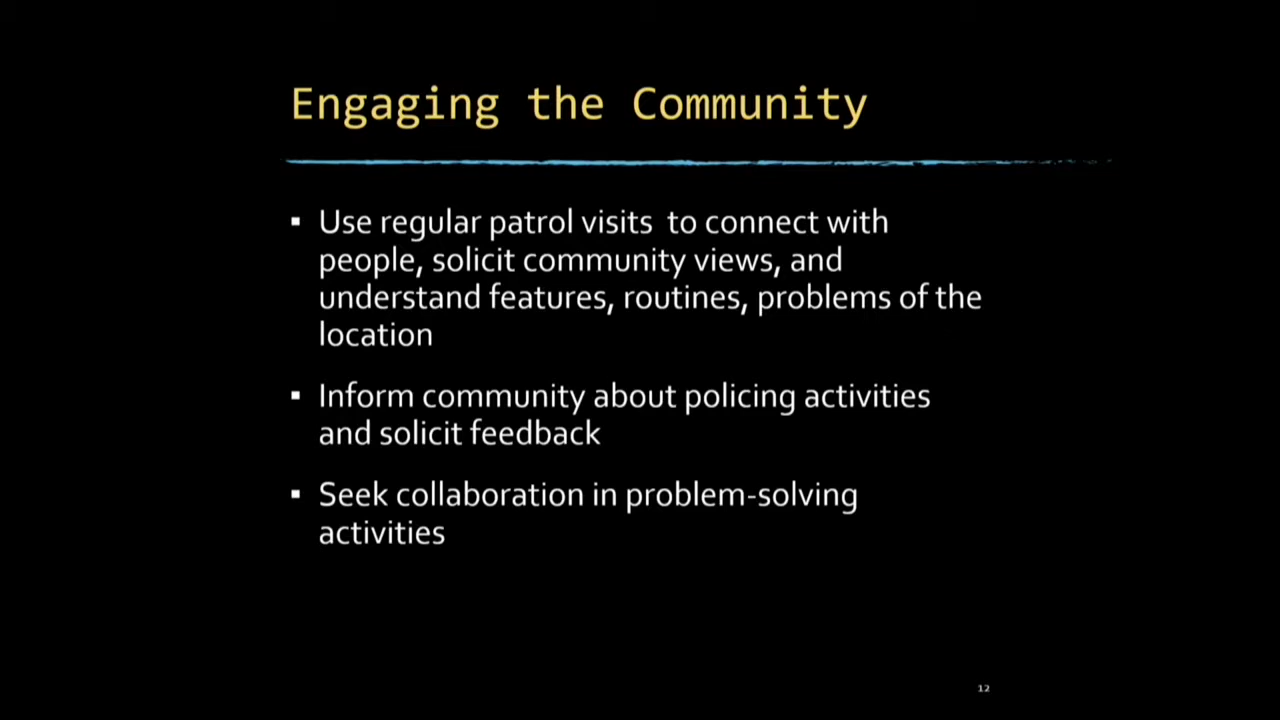 Engaging the Community
▪ Use regular patrol visits  to connect with
people, solicit community views, and
understand features, routines, problems of the
location
▪ Inform community about policing activities
and solicit feedback
▪ Seek collaboration in problem-solving
activities
12